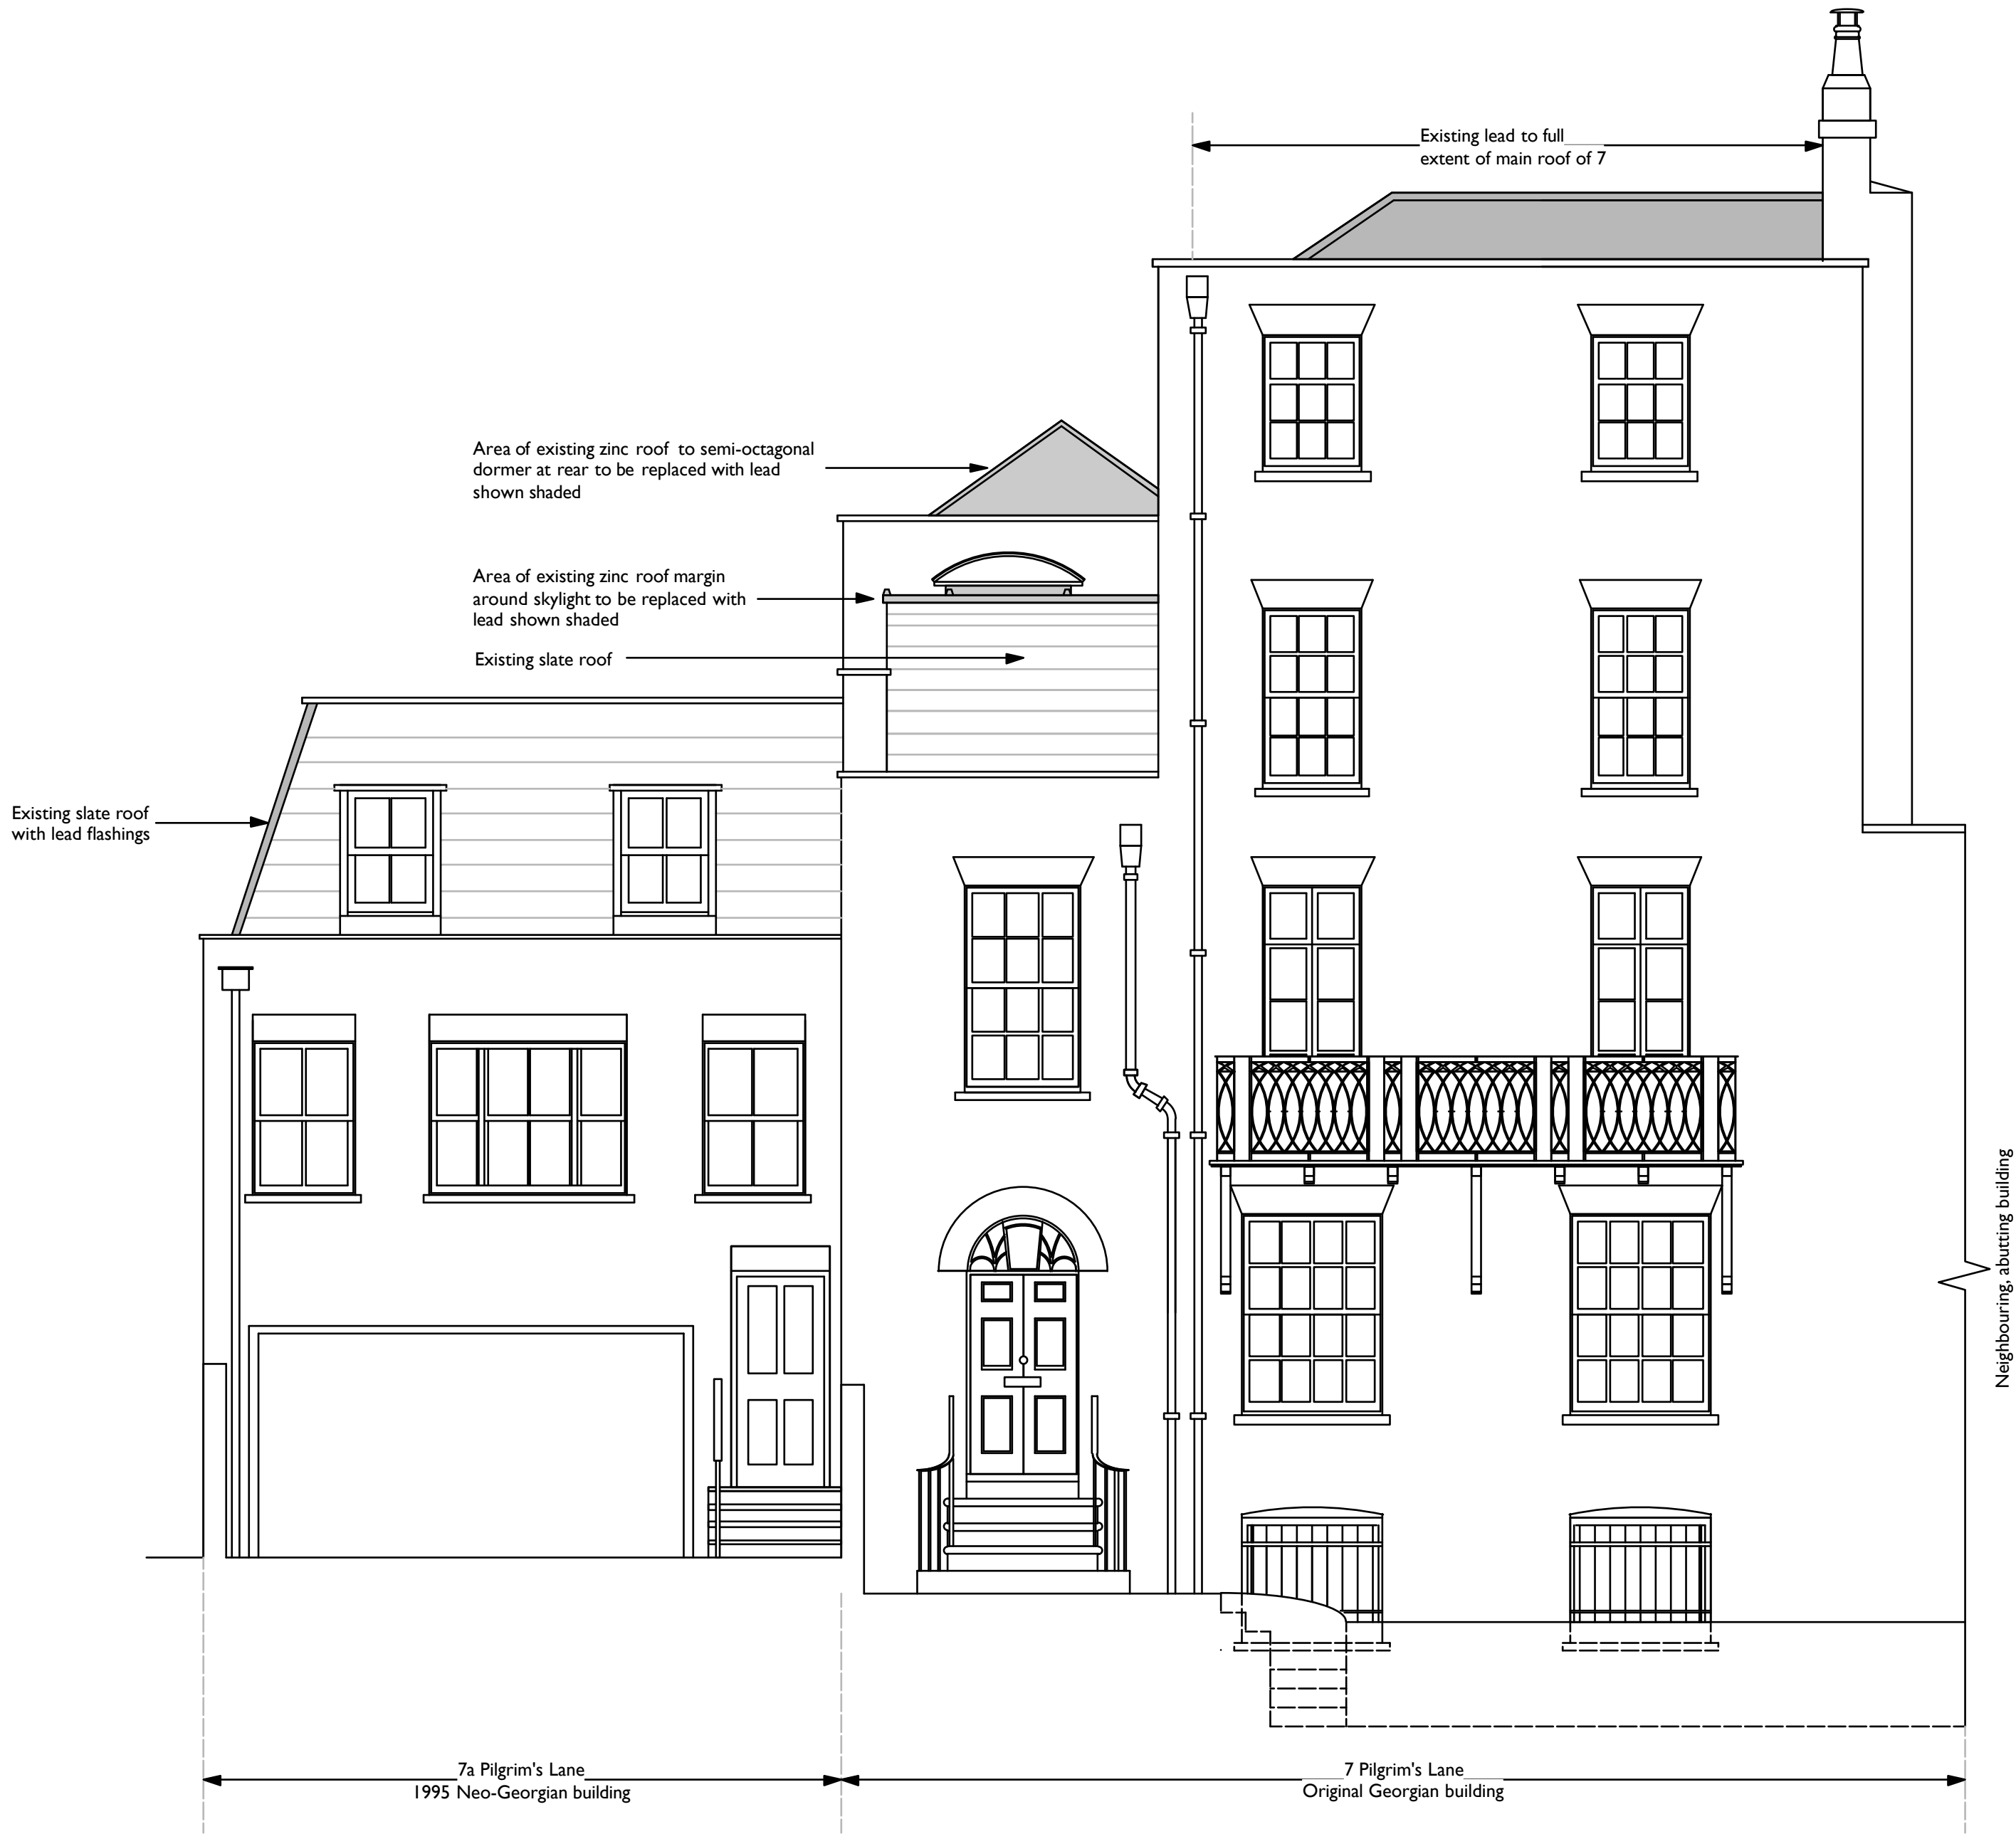 Existing lead to full
extent of main roof of 7
Area of existing zinc roof to semi-octagonal
dormer at rear to be replaced with lead
shown shaded
Area of existing zinc roof margin
around skylight to be replaced with
lead shown shaded
Existing slate roof
Existing slate roof
with lead flashings
Neighbouring, abutting building
7a Pilgrim's Lane
1995 Neo-Georgian building
7 Pilgrim's Lane
Original Georgian building